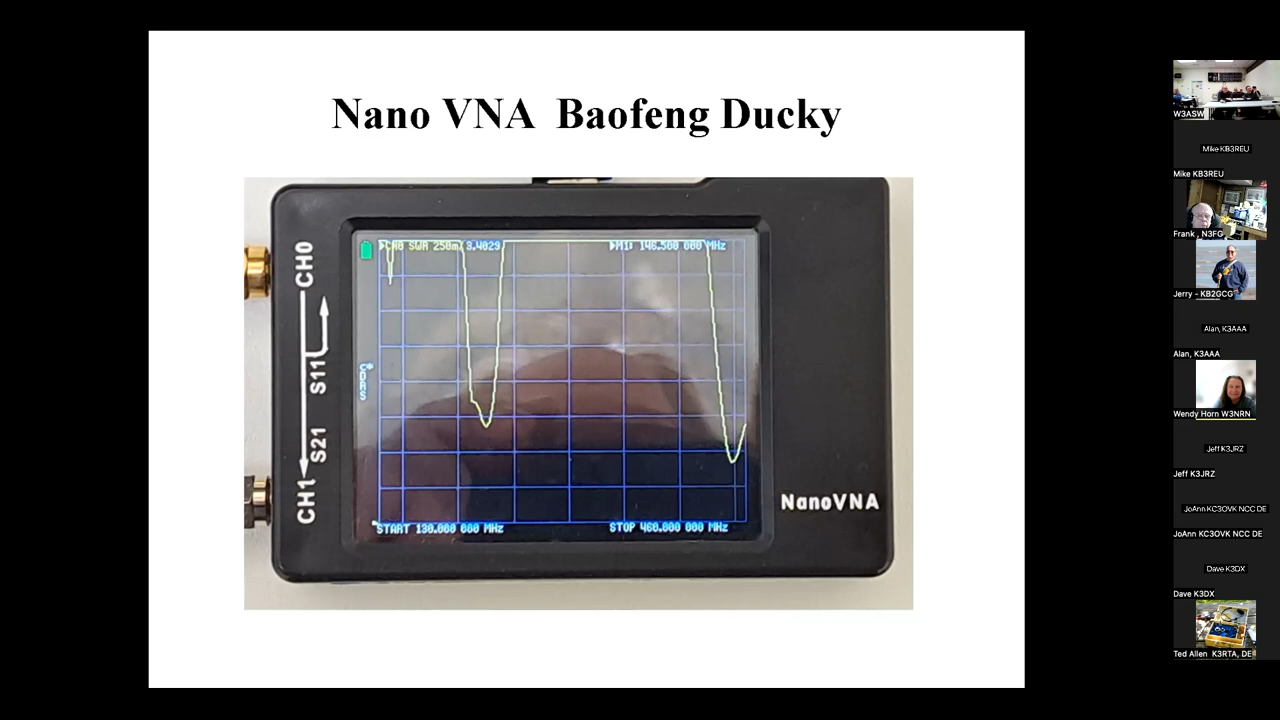 Nano VNA Baofeng Ducky
CH0
S11
S21
CH1
CH0 SWR 250m/ 3.4029
M1: 146.500 000 MHz
C*
D
R
S
START 130.000 000 MHz
STOP 460.000 000 MHz
NanoVNA
W3ASW
Mike KB3REU
Mike KB3REU
Frank , N3FG
Jerry - KB2GCG
Alan, K3AAA
Alan, K3AAA
Wendy Horn W3NRN
Jeff K3JRZ
Jeff K3JRZ
JoAnn KC3OVK NCC DE
JoAnn KC3OVK NCC DE
Dave K3DX
Dave K3DX
Ted Allen K3RTA, DE